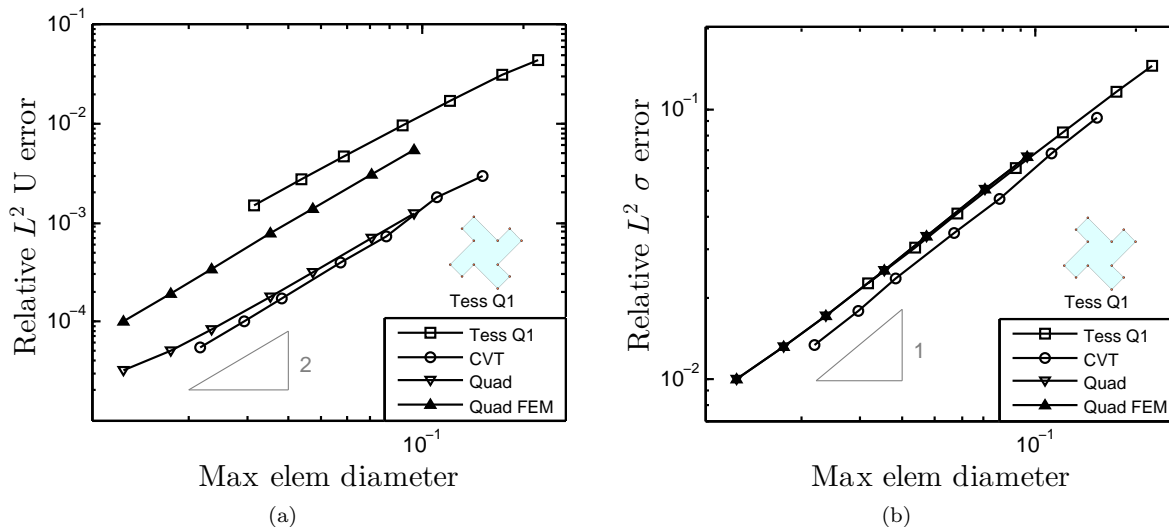 10^{-1}
10^{-2}
10^{-3}
10^{-4}
Relative L^2 U error
Tess Q1
2
Tess Q1
CVT
Quad
Quad FEM
10^{-1}
Max elem diameter
(a)
10^{-1}
10^{-2}
Relative L^2 σ error
Tess Q1
1
Tess Q1
CVT
Quad
Quad FEM
10^{-1}
Max elem diameter
(b)